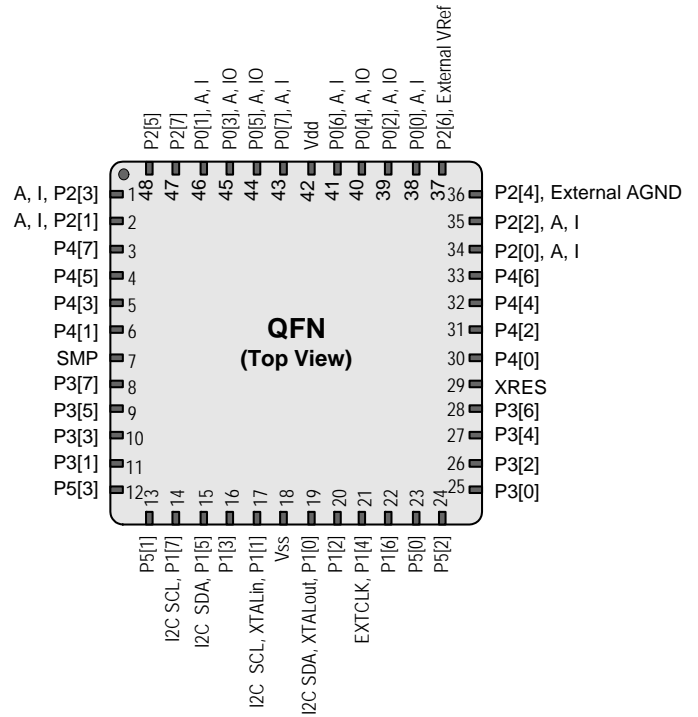 P2[5]
P2[7]
P0[1], A, I
P0[3], A, IO
P0[5], A, IO
P0[7], A, I
Vdd
P0[6], A, I
P0[4], A, IO
P0[2], A, IO
P0[0], A, I
P2[6], External VRef
48
47
46
45
44
43
42
41
40
39
38
37
A, I, P2[3] 1
A, I, P2[1] 2
P4[7] 3
P4[5] 4
P4[3] 5
P4[1] 6
SMP 7
P3[7] 8
P3[5] 9
P3[3] 10
P3[1] 11
P5[3] 12
QFN
(Top View)
36 P2[4], External AGND
35 P2[2], A, I
34 P2[0], A, I
33 P4[6]
32 P4[4]
31 P4[2]
30 P4[0]
29 XRES
28 P3[6]
27 P3[4]
26 P3[2]
25 P3[0]
13
14
15
16
17
18
19
20
21
22
23
24
P5[1]
I2C SCL, P1[7]
I2C SDA, P1[5]
P1[3]
I2C SCL, XTALin, P1[1]
Vss
I2C SDA, XTALout, P1[0]
P1[2]
EXTCLK, P1[4]
P1[6]
P5[0]
P5[2]